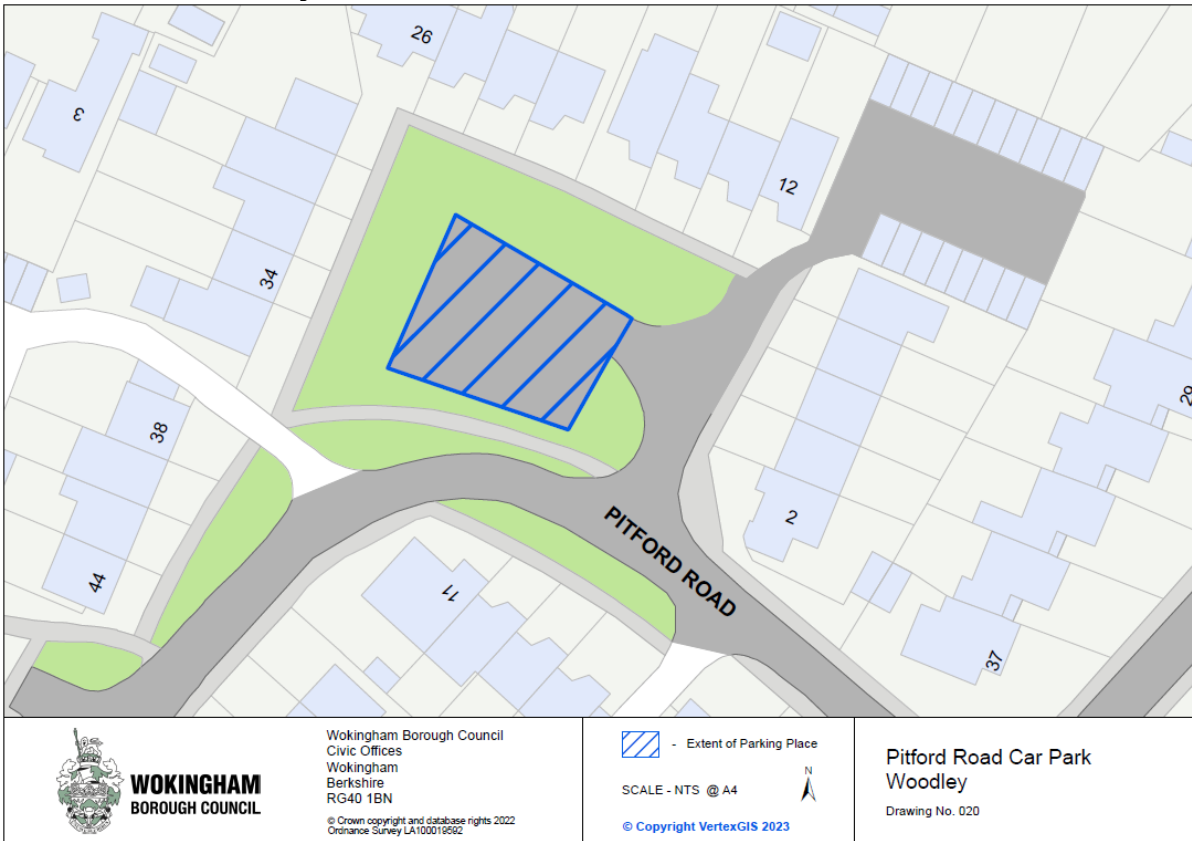 26
3
12
34
29
38
2
PITFORD ROAD
11
44
37
WOKINGHAM
BOROUGH COUNCIL
Wokingham Borough Council
Civic Offices
Wokingham
Berkshire
RG40 1BN
© Crown copyright and database rights 2022
Ordnance Survey LA100019592
- Extent of Parking Place
SCALE - NTS @ A4
N
© Copyright VertexGIS 2023
Pitford Road Car Park
Woodley
Drawing No. 020